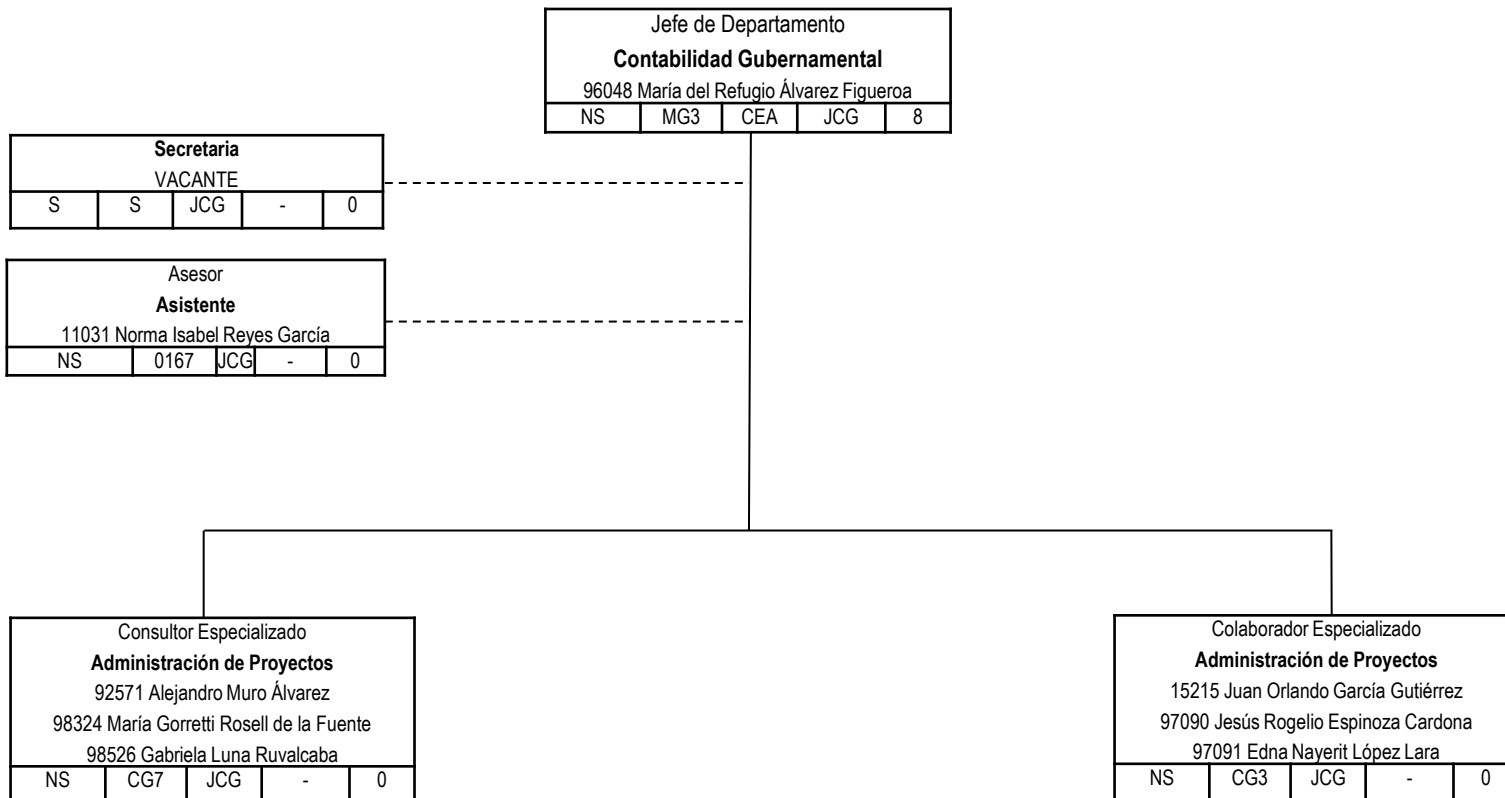 Jefe de Departamento
Contabilidad Gubernamental
96048 María del Refugio Álvarez Figueroa
NS MG3 CEA JCG 8
Secretaria
VACANTE
S S JCG - 0
Asesor
Asistente
11031 Norma Isabel Reyes García
NS 0167 JCG - 0
Consultor Especializado
Administración de Proyectos
92571 Alejandro Muro Álvarez
98324 María Gorretti Rosell de la Fuente
98526 Gabriela Luna Ruvalcaba
NS CG7 JCG - 0
Colaborador Especializado
Administración de Proyectos
15215 Juan Orlando García Gutiérrez
97090 Jesús Rogelio Espinoza Cardona
97091 Edna Nayerit López Lara
NS CG3 JCG - 0